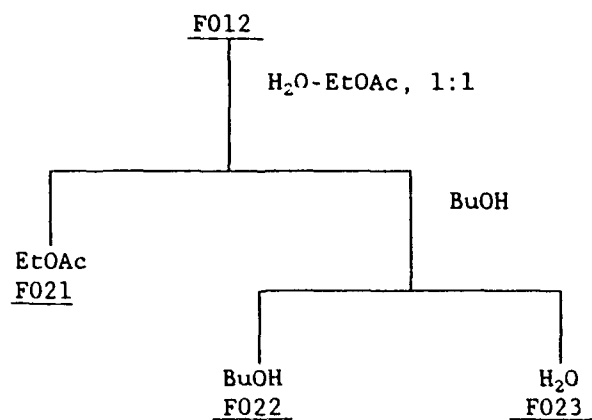 F012
H₂O-EtOAc, 1:1
BuOH
EtOAc
F021
BuOH
F022
H₂O
F023